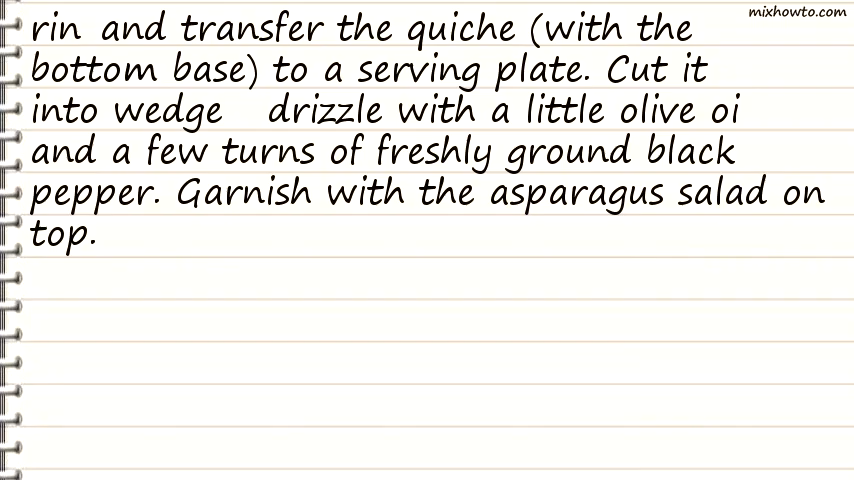 mixhowto.com
rin and transfer the quiche (with the
bottom base) to a serving plate. Cut it
into wedge drizzle with a little olive oi
and a few turns of freshly ground black
pepper. Garnish with the asparagus salad on
top.